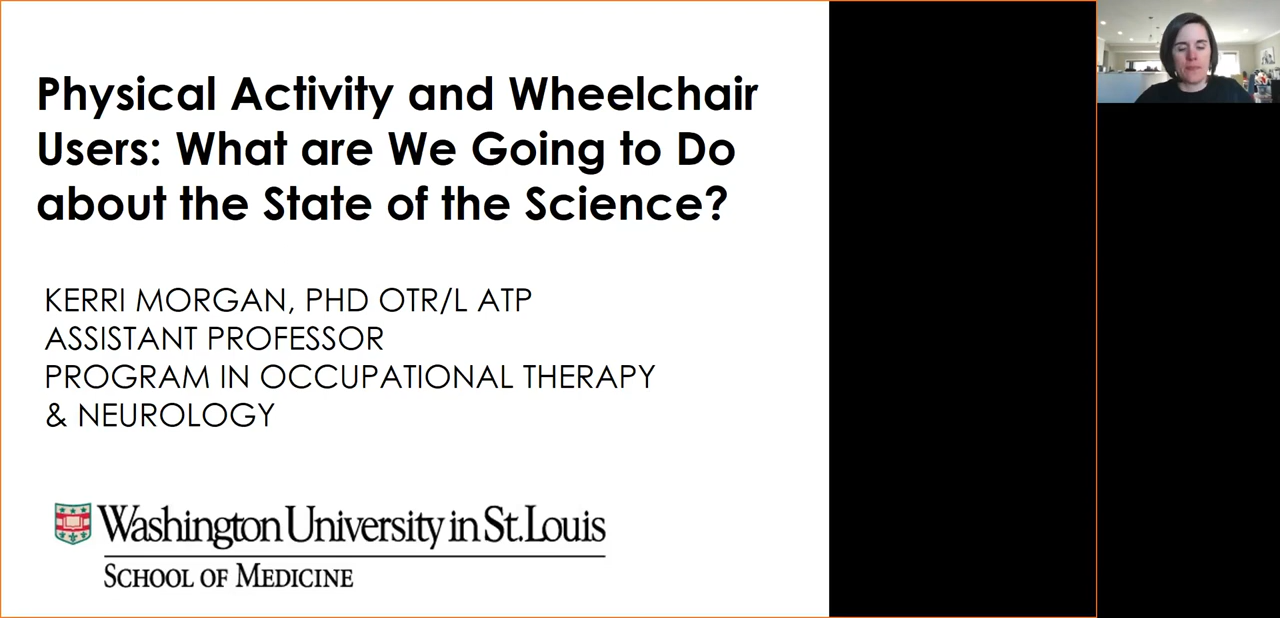 Physical Activity and Wheelchair
Users: What are We Going to Do
about the State of the Science?
KERRI MORGAN, PHD OTR/L ATP
ASSISTANT PROFESSOR
PROGRAM IN OCCUPATIONAL THERAPY
& NEUROLOGY
Washington University in St. Louis
SCHOOL OF MEDICINE